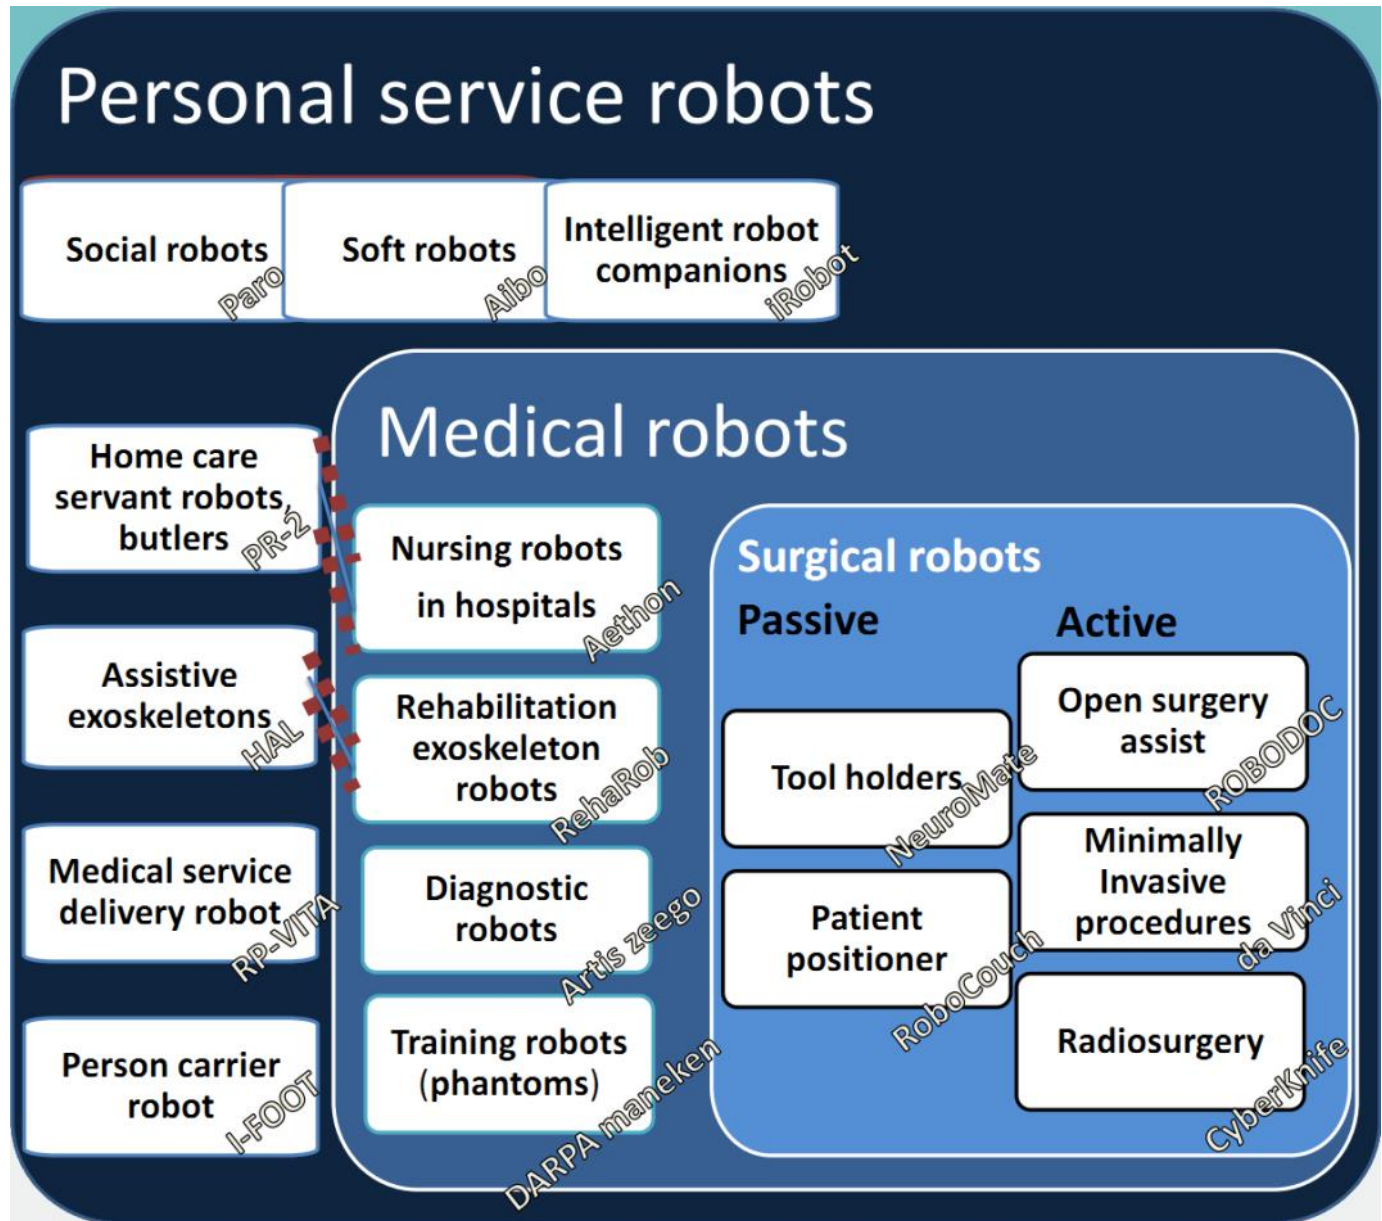 Personal service robots
Social robots
Paro
Soft robots
Aibo
Intelligent robot
companions
iRobot
Medical robots
Home care
servant robots,
butlers
PR-2
Assistive
exoskeletons
HAL
Medical service
delivery robot
RP-VITA
Person carrier
robot
I-FOOT
Nursing robots
in hospitals
Aethon
Rehabilitation
exoskeleton
robots
RehaRob
Diagnostic
robots
Artis zeego
Training robots
(phantoms)
DARPA maneken
Surgical robots
Passive
Tool holders
NeuroMate
Patient
positioner
RoboCouch
Active
Open surgery
assist
ROBODOC
Minimally
Invasive
procedures
da Vinci
Radiosurgery
CyberKnife